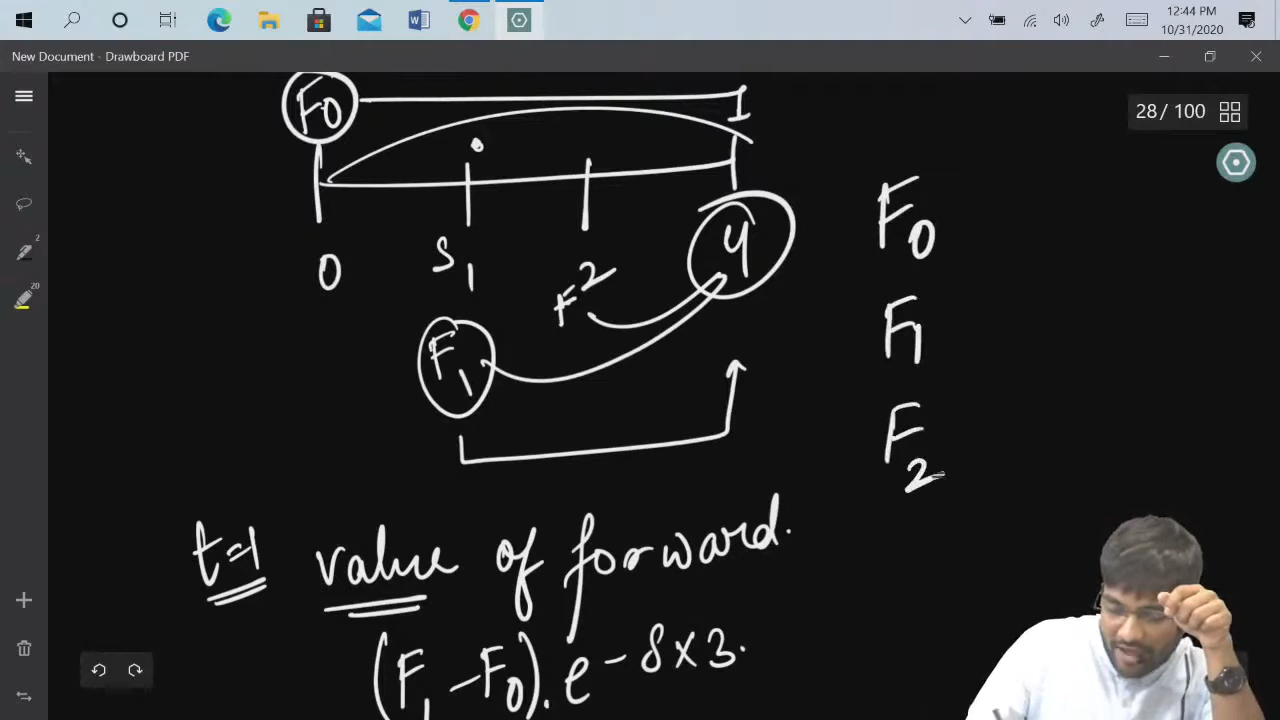 12:44 PM
10/31/2020
New Document - Drawboard PDF
28 / 100
F0
0 S1 F2 4
F1
F0
F1
F2
t=1 value of forward.
(F1 - F0). e - δ x 3.